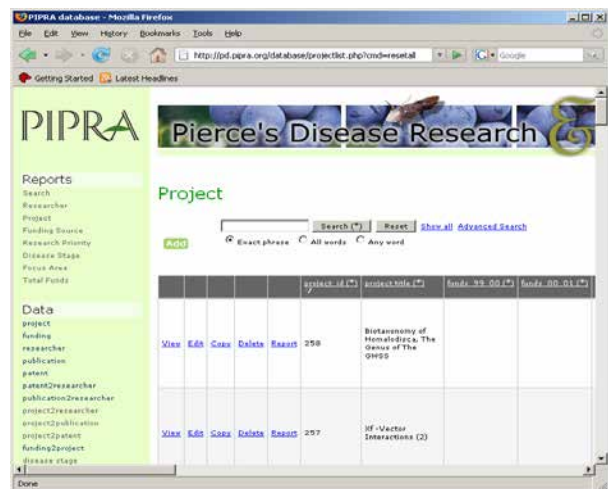 PIPRA database - Mozilla Firefox
File Edit View History Bookmarks Tools Help
http://pd.pipra.org/database/projectlist.php?cmd=resetall
Google
Getting Started Latest Headlines
PIPRA
Pierce's Disease Research &
Reports
Search
Researcher
Project
Funding Source
Research Priority
Disease Stage
Focus Area
Total Funds
Data
project
funding
researcher
publication
patent
patent2researcher
publication2researcher
project2researcher
project2publication
project2patent
funding2project
disease stage
Project
Search (*) Reset Show all Advanced Search
Add
Exact phrase All words Any word
project id (*) project title (*) funds 99 00 (*) funds 00 01 (*)
View Edit Copy Delete Report 258
Biotaxonomy of
Homalodisca, The
Genus of The
GWSS
View Edit Copy Delete Report 257
Xf -Vector
Interactions (2)
Done